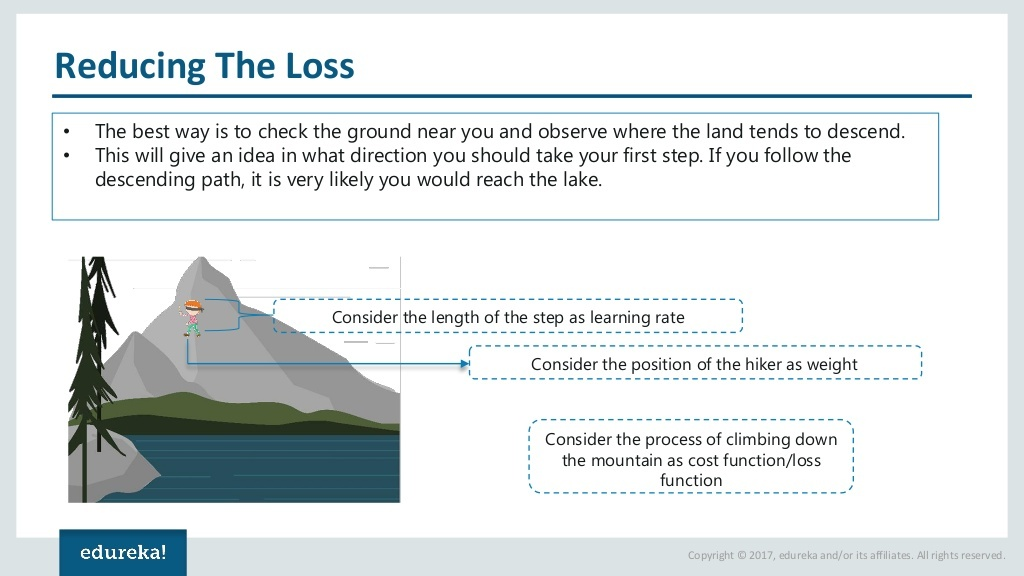 Reducing The Loss
• The best way is to check the ground near you and observe where the land tends to descend.
• This will give an idea in what direction you should take your first step. If you follow the
descending path, it is very likely you would reach the lake.
Consider the length of the step as learning rate
Consider the position of the hiker as weight
Consider the process of climbing down
the mountain as cost function/loss
function
edureka!
Copyright © 2017, edureka and/or its affiliates. All rights reserved.